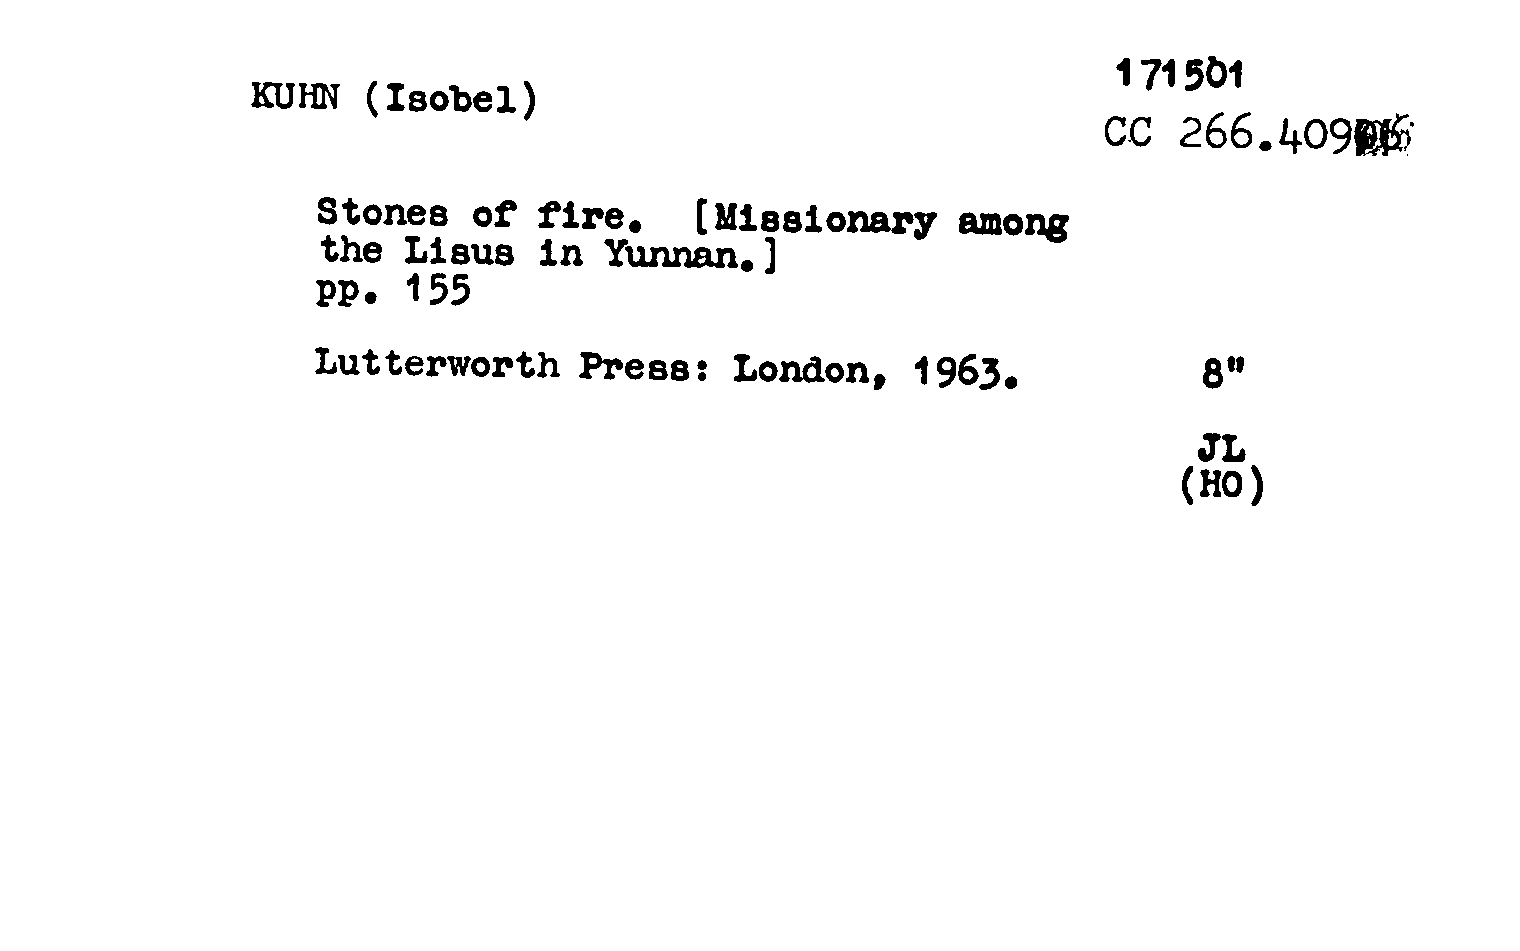 KUHN (Isobel)
171501
CC 266.409
Stones of fire. [Missionary among
the Lisus in Yunnan.]
pp. 155
Lutterworth Press: London, 1963.
8"
JL
(HO)